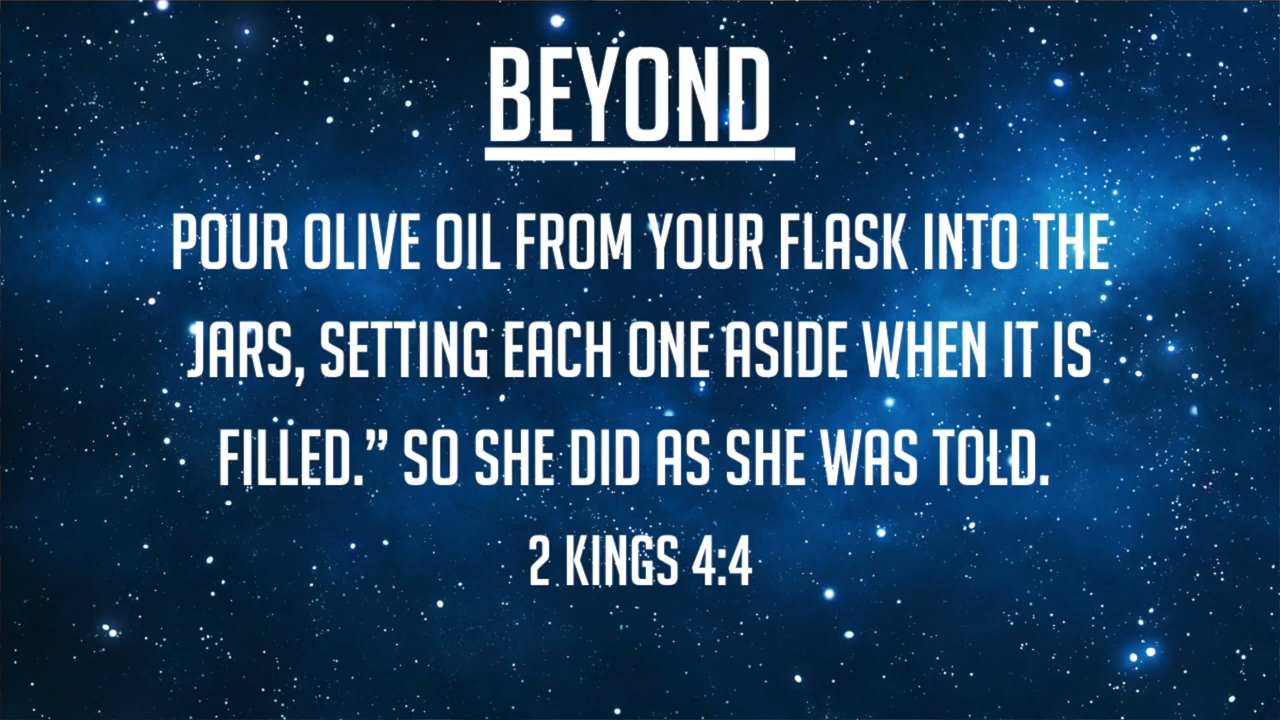 BEYOND
POUR OLIVE OIL FROM YOUR FLASK INTO THE
JARS, SETTING EACH ONE ASIDE WHEN IT IS
FILLED.” SO SHE DID AS SHE WAS TOLD.
2 KINGS 4:4